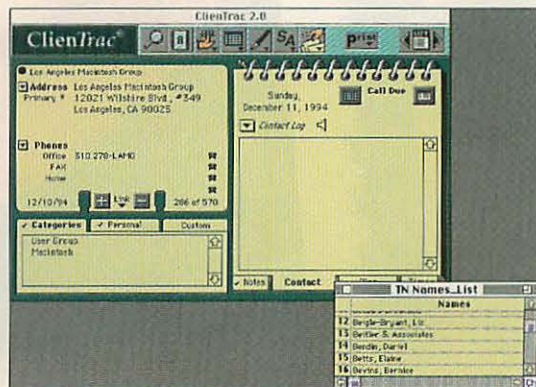 ClienTrac 2.0
ClienTrac®
a
SA
print
Los Angeles Macintosh Group
Address Los Angeles Macintosh Group
Primary * 12021 Wilshire Blvd, #349
Los Angeles, CA 90025
Phones
Office 310.278-LAMG
FAX
Home
12/10/94 Link 286 of 570
Categories Personal Custom
User Group
Macintosh
Sunday,
December 11, 1994
Call Due
Contact Log
Notes Contact
TN Names_List
Names
12 Beigle-Bryant, Liz
13 Beitler & Associates
14 Bendin, Daniel
15 Betts, Elaine
16 Bevins, Bernice